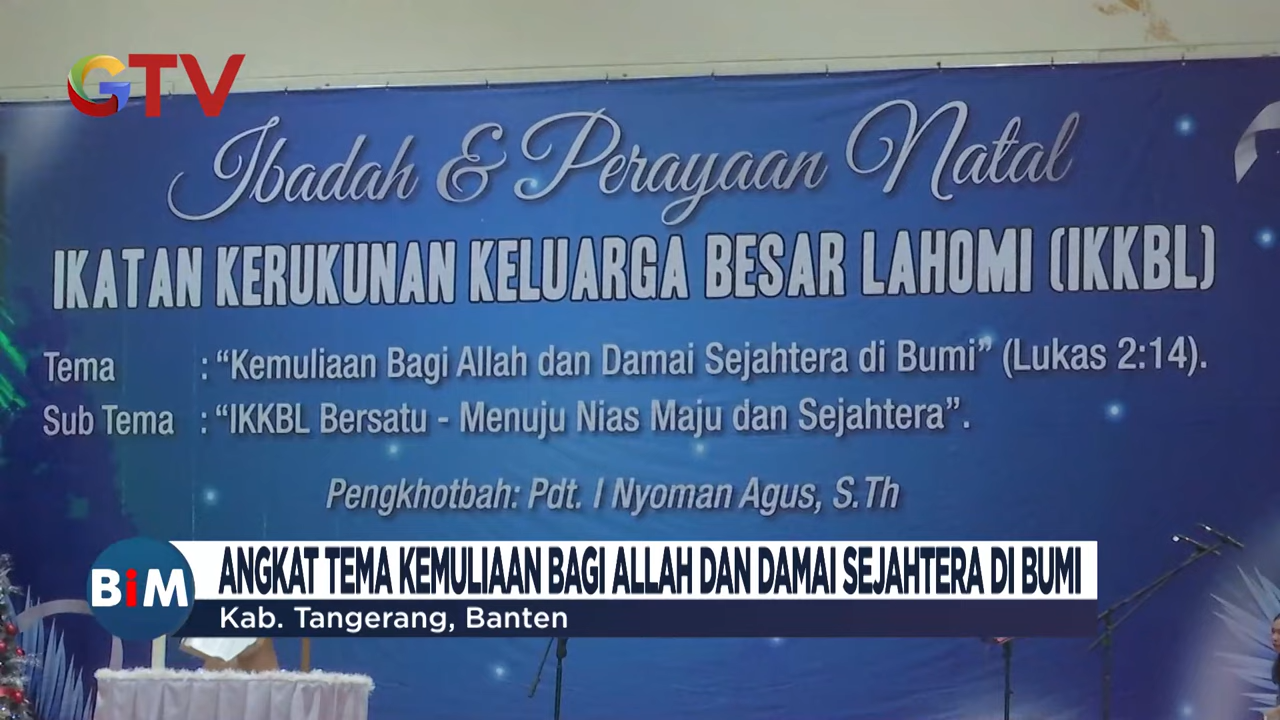 GTV
Ibadah & Perayaan Natal
IKATAN KERUKUNAN KELUARGA BESAR LAHOMI (IKKBL)
Tema : “Kemuliaan Bagi Allah dan Damai Sejahtera di Bumi” (Lukas 2:14).
Sub Tema : “IKKBL Bersatu - Menuju Nias Maju dan Sejahtera”.
Pengkhotbah: Pdt. I Nyoman Agus, S.Th
BiM
ANGKAT TEMA KEMULIAAN BAGI ALLAH DAN DAMAI SEJAHTERA DI BUMI
Kab. Tangerang, Banten